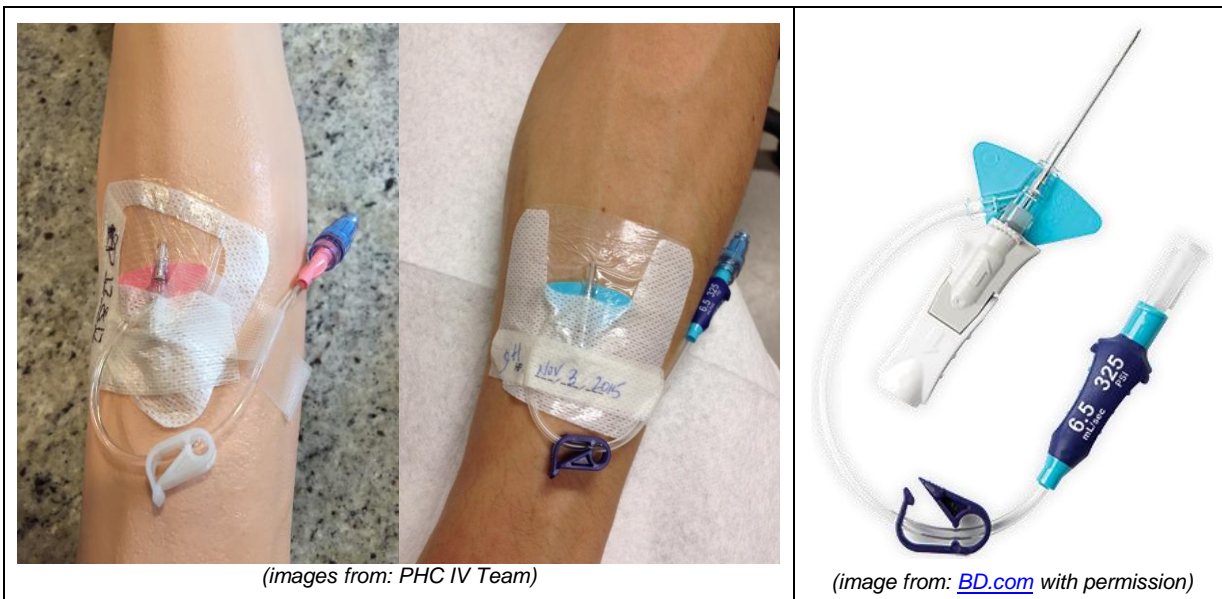 Nov 3 2015
6.5 325
6.5 325
mL/sec PSI
(images from: PHC IV Team)
(image from: BD.com with permission)